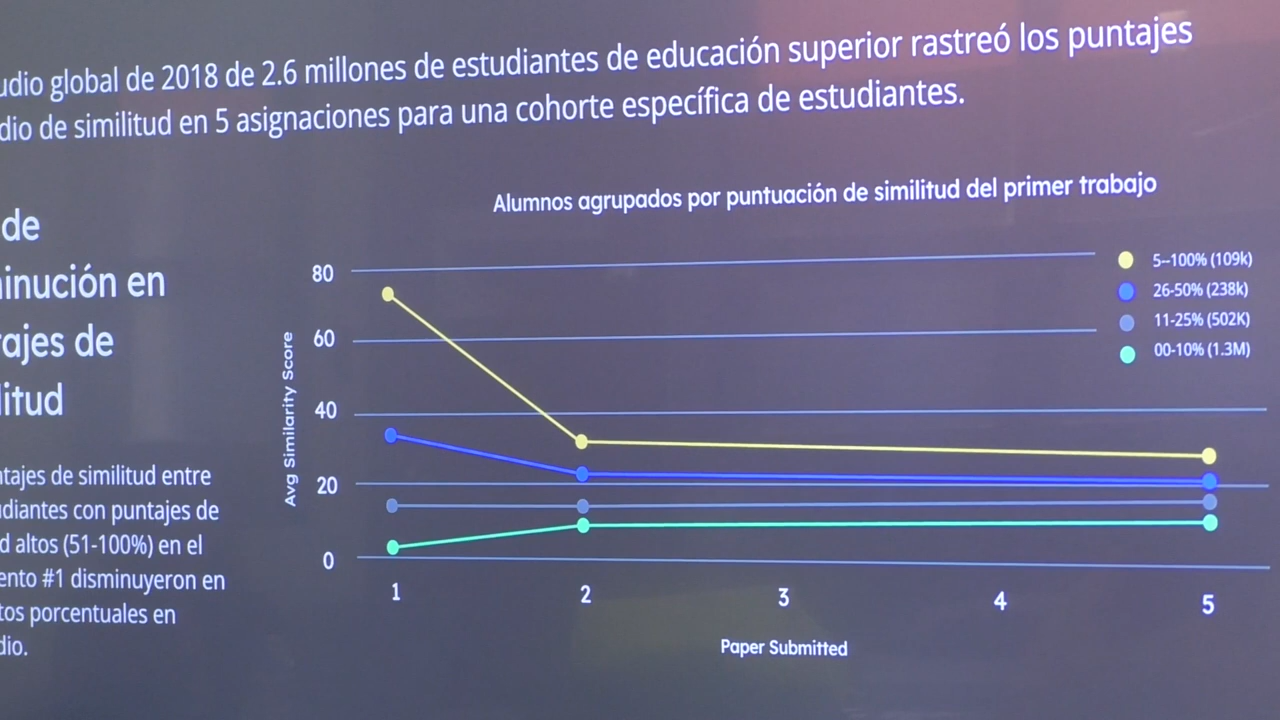 udio global de 2018 de 2.6 millones de estudiantes de educación superior rastreó los puntajes
dio de similitud en 5 asignaciones para una cohorte específica de estudiantes.
de
inución en
ajes de
litud
ntajes de similitud entre
udiantes con puntajes de
d altos (51-100%) en el
ento #1 disminuyeron en
tos porcentuales en
dio.
Alumnos agrupados por puntuación de similitud del primer trabajo
Avg Similarity Score
80
60
40
20
0
1 2 3 4 5
Paper Submitted
5--100% (109k)
26-50% (238k)
11-25% (502K)
00-10% (1.3M)